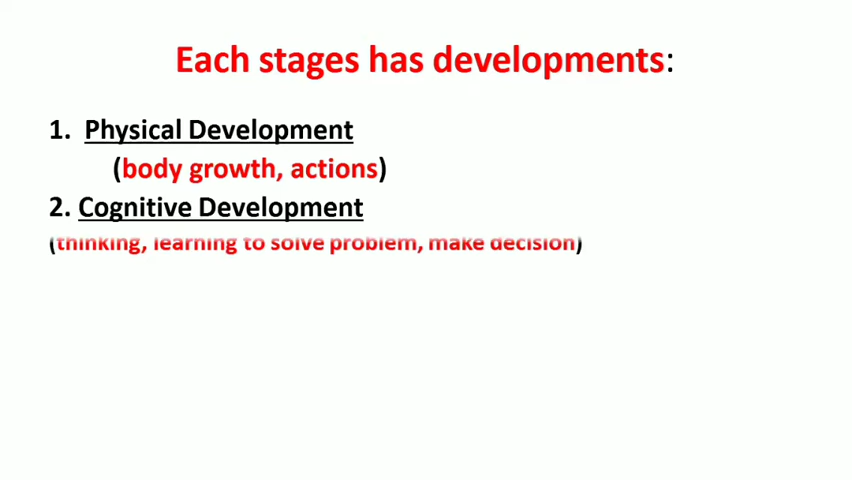 Each stages has developments:
1. Physical Development
(body growth, actions)
2. Cognitive Development
(thinking, learning to solve problem, make decision)